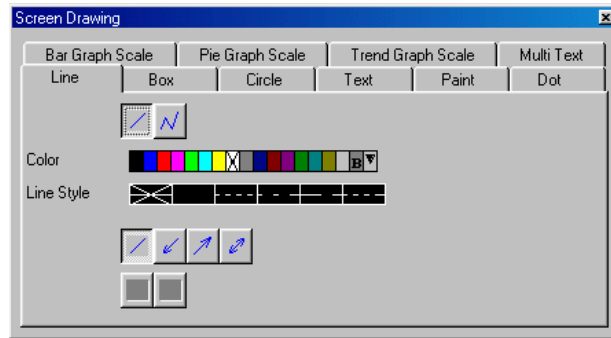 Screen Drawing
Bar Graph Scale Pie Graph Scale Trend Graph Scale Multi Text
Line Box Circle Text Paint Dot
Color B
Line Style